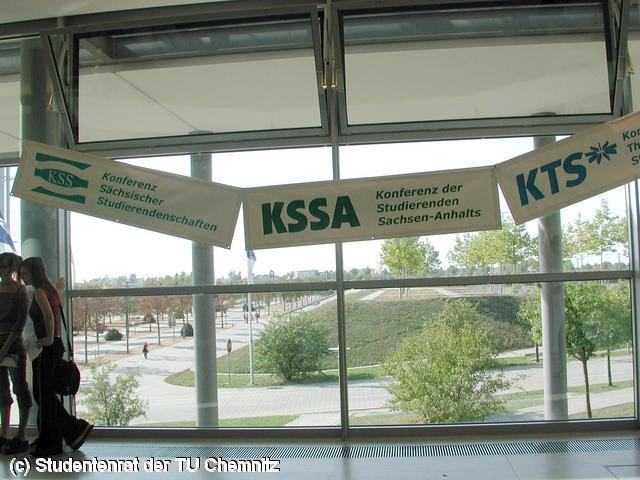 KSS
Konferenz
Sächsischer
Studierendenschaften
KSSA
Konferenz der
Studierenden
Sachsen-Anhalts
KTS
(c) Studentenrat der TU Chemnitz